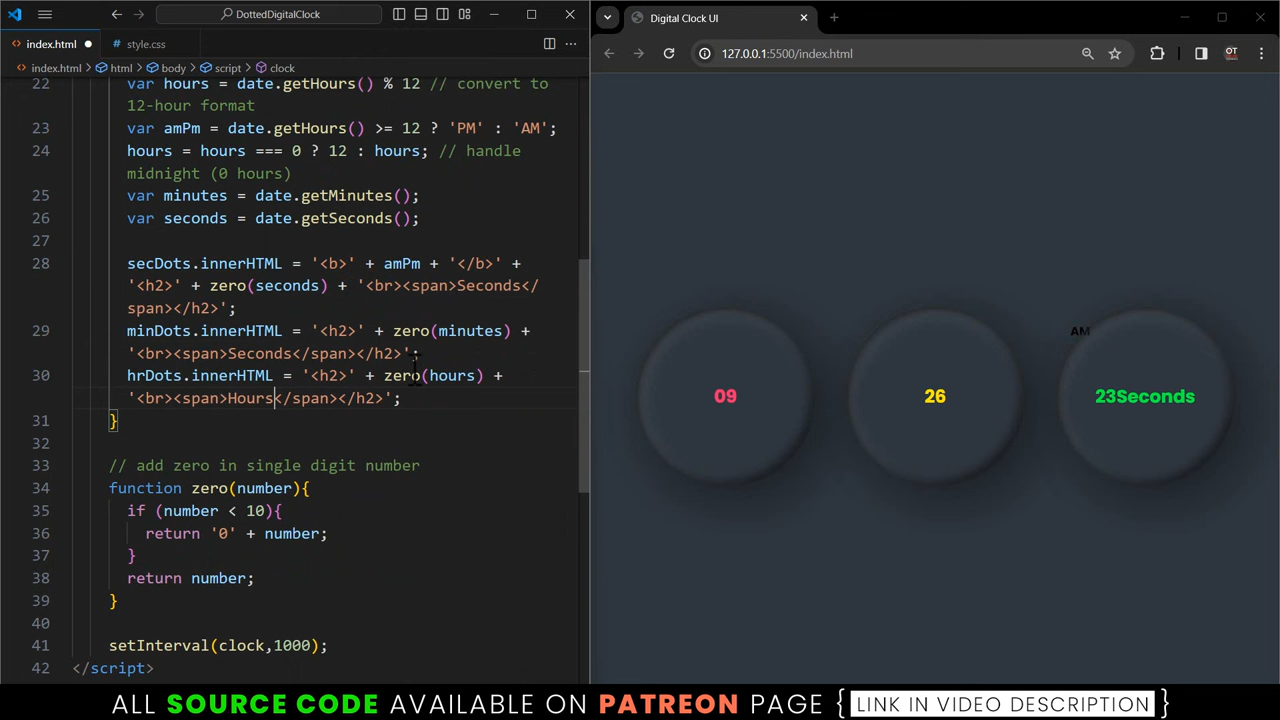 DottedDigitalClock
index.html
style.css
index.html > html > body > script > clock
22 var hours = date.getHours() % 12 // convert to
12-hour format
23 var amPm = date.getHours() >= 12 ? 'PM' : 'AM';
24 hours = hours === 0 ? 12 : hours; // handle
midnight (0 hours)
25 var minutes = date.getMinutes();
26 var seconds = date.getSeconds();
27
28 secDots.innerHTML = '<b>' + amPm + '</b>' +
'<h2>' + zero(seconds) + '<br><span>Seconds</
span></h2>';
29 minDots.innerHTML = '<h2>' + zero(minutes) +
'<br><span>Seconds</span></h2>';
30 hrDots.innerHTML = '<h2>' + zero(hours) +
'<br><span>Hours</span></h2>';
31 }
32
33 // add zero in single digit number
34 function zero(number){
35 if (number < 10){
36 return '0' + number;
37 }
38 return number;
39 }
40
41 setInterval(clock,1000);
42 </script>
Digital Clock UI
127.0.0.1:5500/index.html
OT
AM
09
26
23Seconds
ALL SOURCE CODE AVAILABLE ON PATREON PAGE { LINK IN VIDEO DESCRIPTION }